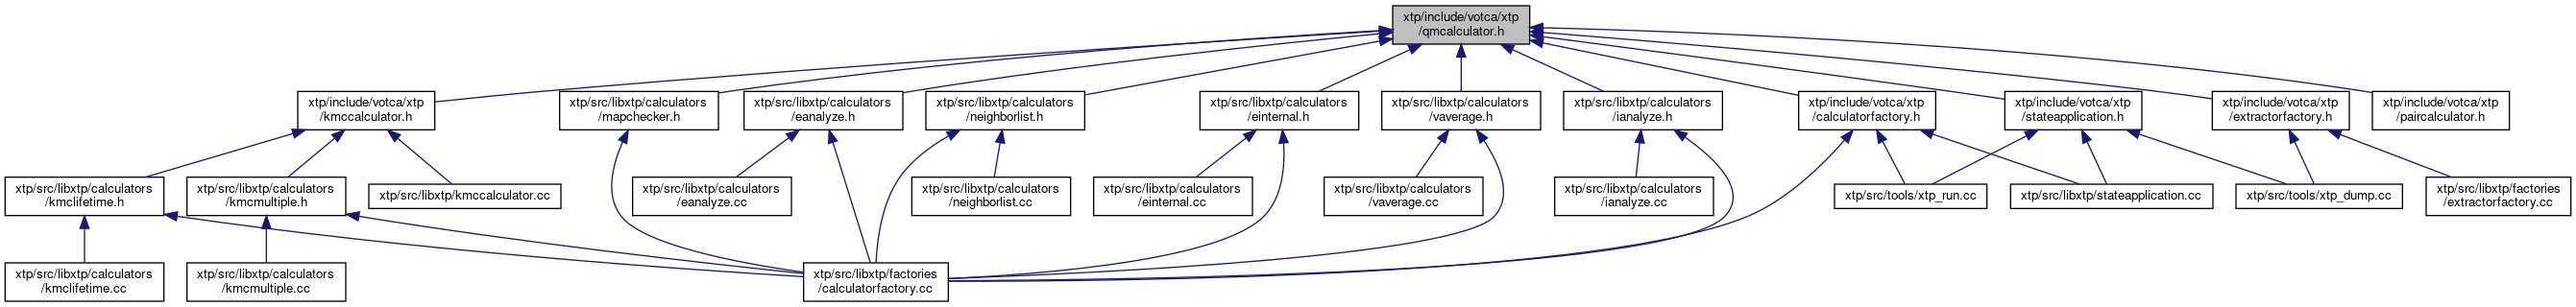 xtp/include/votca/xtp
/qmcalculator.h
xtp/include/votca/xtp
/kmccalculator.h
xtp/src/libxtp/calculators
/mapchecker.h
xtp/src/libxtp/calculators
/eanalyze.h
xtp/src/libxtp/calculators
/neighborlist.h
xtp/src/libxtp/calculators
/einternal.h
xtp/src/libxtp/calculators
/vaverage.h
xtp/src/libxtp/calculators
/ianalyze.h
xtp/include/votca/xtp
/calculatorfactory.h
xtp/include/votca/xtp
/stateapplication.h
xtp/include/votca/xtp
/extractorfactory.h
xtp/include/votca/xtp
/paircalculator.h
xtp/src/libxtp/calculators
/kmclifetime.h
xtp/src/libxtp/calculators
/kmcmultiple.h
xtp/src/libxtp/kmccalculator.cc
xtp/src/libxtp/calculators
/eanalyze.cc
xtp/src/libxtp/calculators
/neighborlist.cc
xtp/src/libxtp/calculators
/einternal.cc
xtp/src/libxtp/calculators
/vaverage.cc
xtp/src/libxtp/calculators
/ianalyze.cc
xtp/src/tools/xtp_run.cc
xtp/src/libxtp/stateapplication.cc
xtp/src/tools/xtp_dump.cc
xtp/src/libxtp/factories
/extractorfactory.cc
xtp/src/libxtp/calculators
/kmclifetime.cc
xtp/src/libxtp/calculators
/kmcmultiple.cc
xtp/src/libxtp/factories
/calculatorfactory.cc